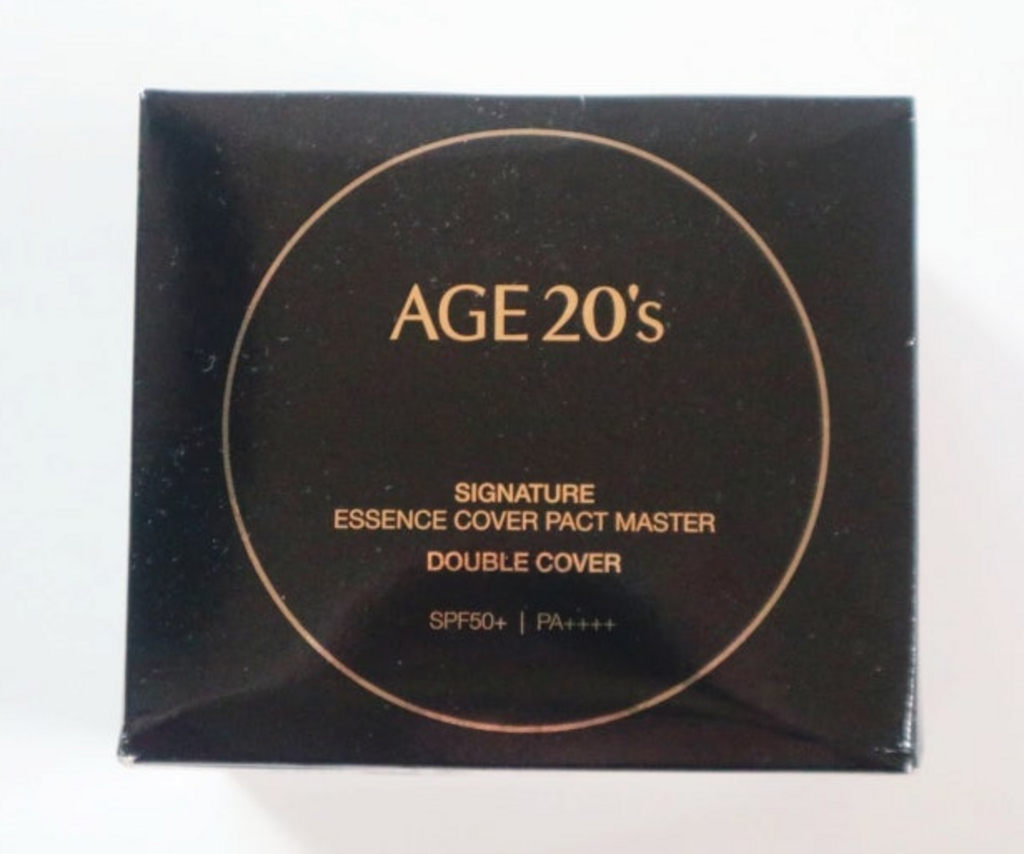 AGE 20's
SIGNATURE
ESSENCE COVER PACT MASTER
DOUBLE COVER
SPF50+ | PA++++